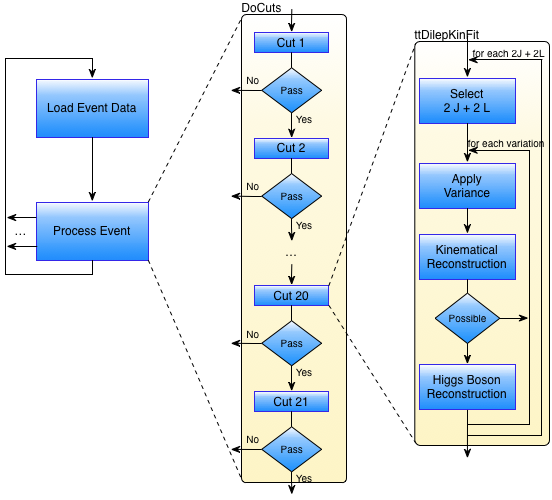 Load Event Data
Process Event
...
DoCuts
Cut 1
Pass
No
Yes
Cut 2
Pass
No
Yes
...
Cut 20
Pass
No
Yes
Cut 21
Pass
No
Yes
ttDilepKinFit
for each 2J + 2L
Select
2 J + 2 L
for each variation
Apply
Variance
Kinematical
Reconstruction
Possible
Higgs Boson
Reconstruction